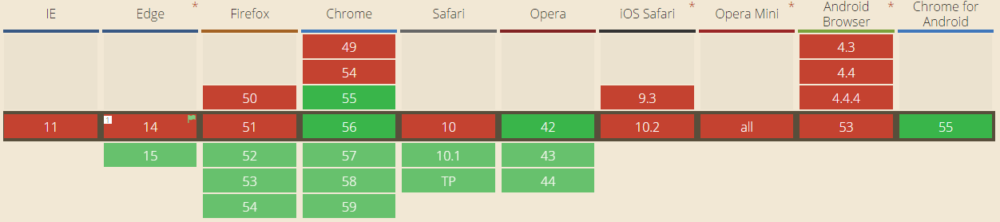 IE Edge * Firefox Chrome Safari Opera iOS Safari * Opera Mini * Android Browser * Chrome for Android
49 4.3
54 4.4
50 55 9.3 4.4.4
11 1 14 51 56 10 42 10.2 all 53 55
15 52 57 10.1 43
53 58 TP 44
54 59